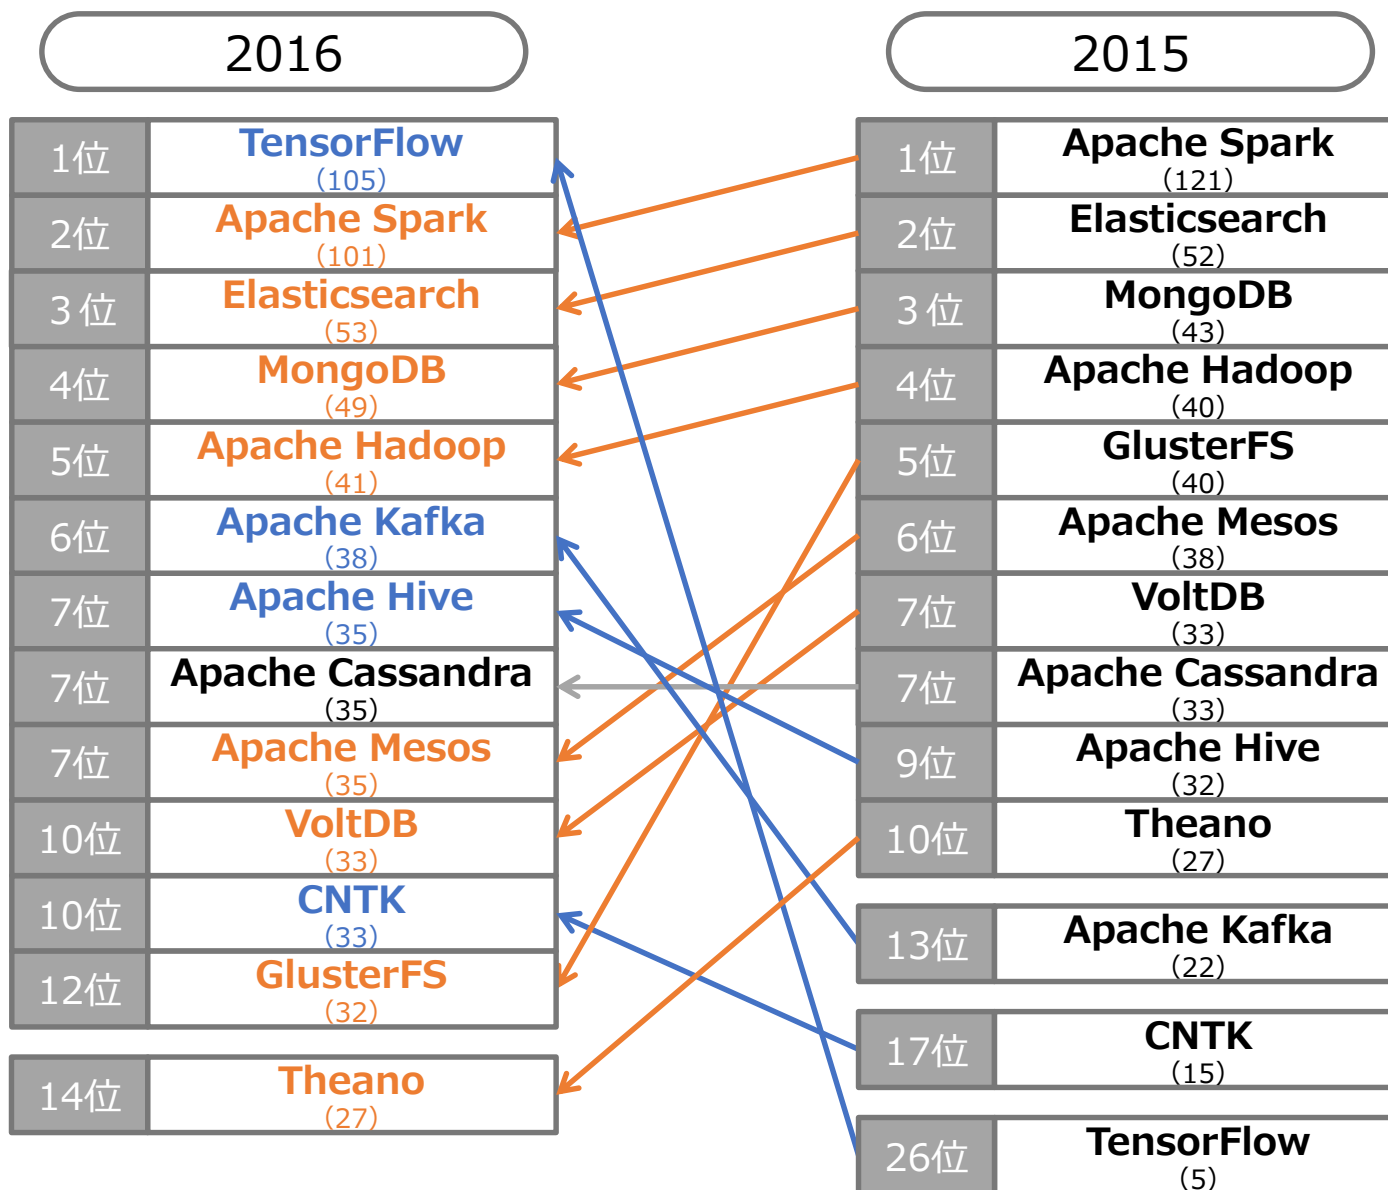 2016
1位
TensorFlow
（105）
2位
Apache Spark
（101）
３位
Elasticsearch
（53）
4位
MongoDB
（49）
5位
Apache Hadoop
（41）
6位
Apache Kafka
（38）
7位
Apache Hive
（35）
7位
Apache Cassandra
（35）
7位
Apache Mesos
（35）
10位
VoltDB
（33）
10位
CNTK
（33）
12位
GlusterFS
（32）
14位
Theano
（27）
2015
1位
Apache Spark
（121）
2位
Elasticsearch
（52）
３位
MongoDB
（43）
4位
Apache Hadoop
（40）
5位
GlusterFS
（40）
6位
Apache Mesos
（38）
7位
VoltDB
（33）
7位
Apache Cassandra
（33）
9位
Apache Hive
（32）
10位
Theano
（27）
13位
Apache Kafka
（22）
17位
CNTK
（15）
26位
TensorFlow
（5）